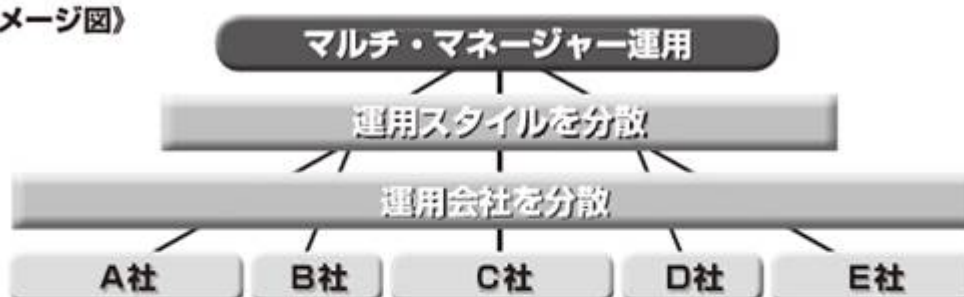 メージ図》
マルチ・マネージャー運用
運用スタイルを分散
運用会社を分散
A社 B社 C社 D社 E社